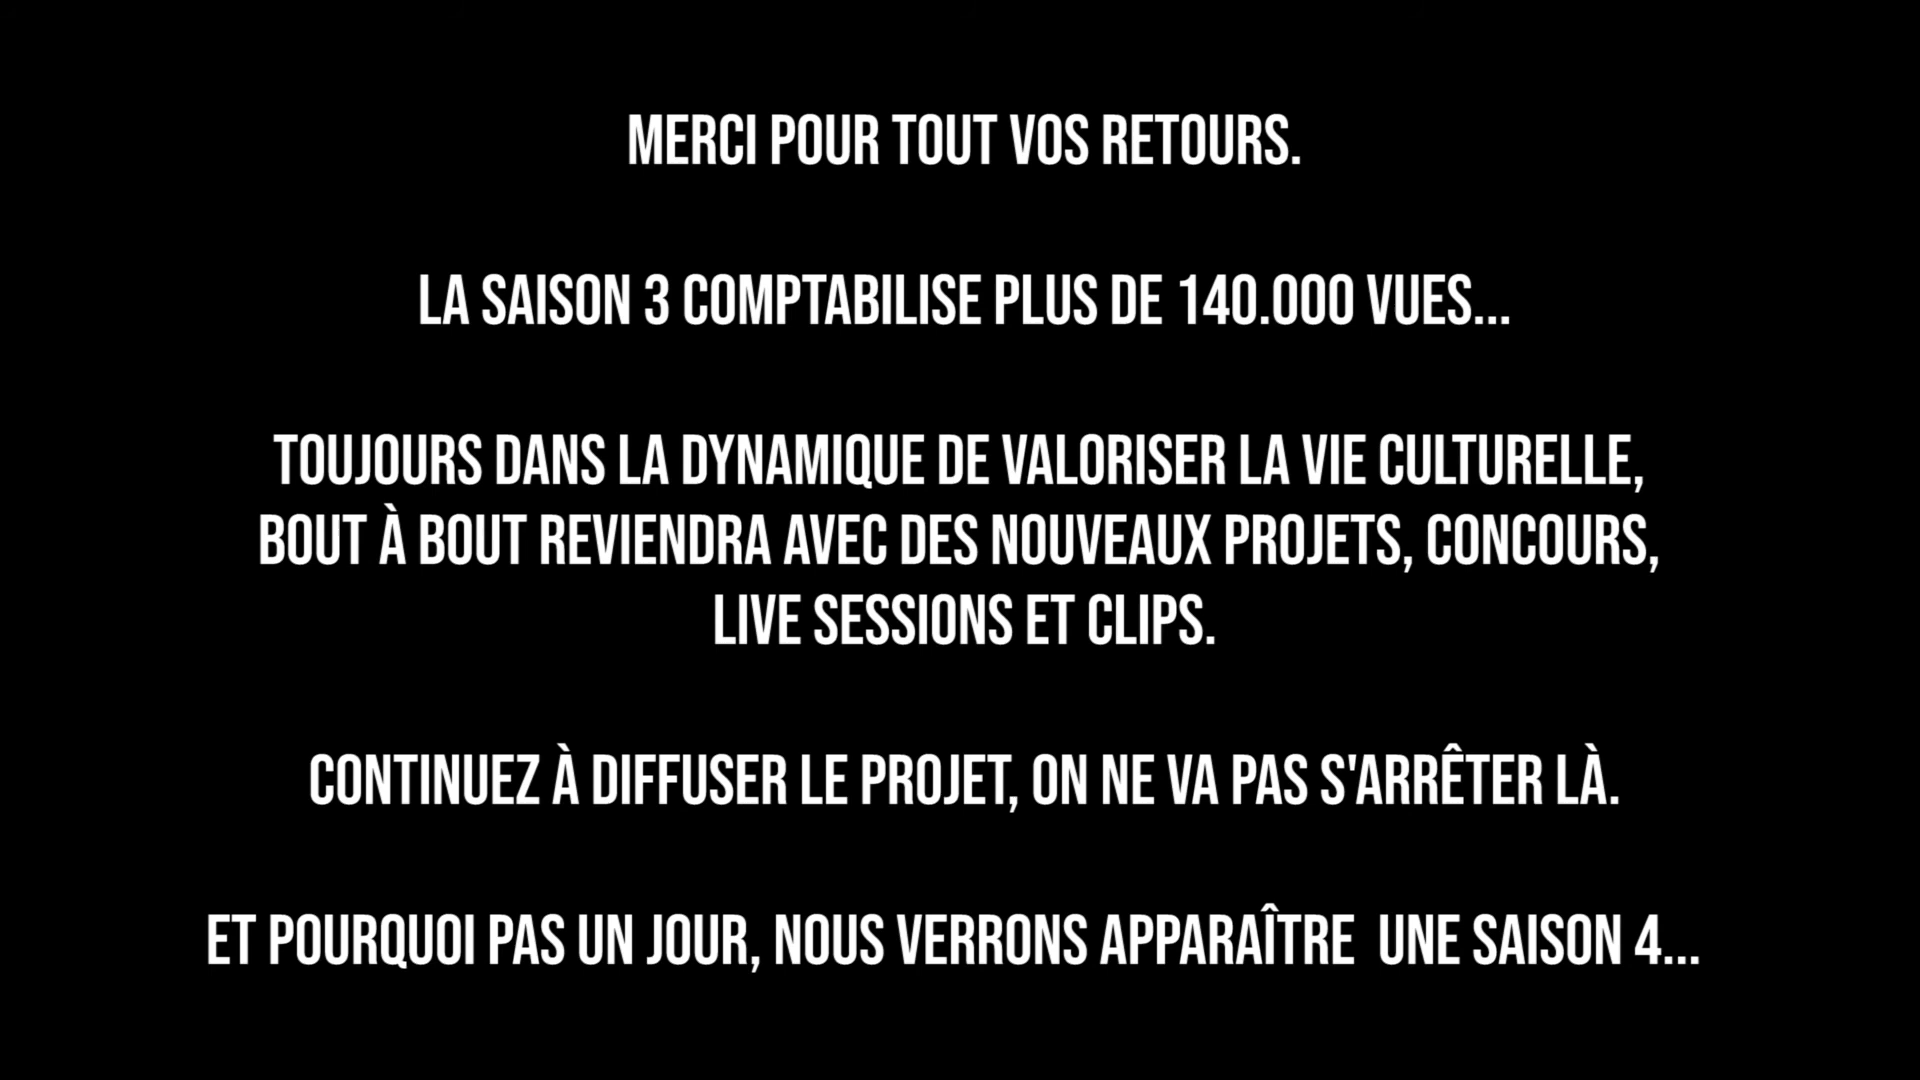 MERCI POUR TOUT VOS RETOURS.
LA SAISON 3 COMPTABILISE PLUS DE 140.000 VUES...
TOUJOURS DANS LA DYNAMIQUE DE VALORISER LA VIE CULTURELLE,
BOUT À BOUT REVIENDRA AVEC DES NOUVEAUX PROJETS, CONCOURS,
LIVE SESSIONS ET CLIPS.
CONTINUEZ À DIFFUSER LE PROJET, ON NE VA PAS S'ARRÊTER LÀ.
ET POURQUOI PAS UN JOUR, NOUS VERRONS APPARAÎTRE  UNE SAISON 4...